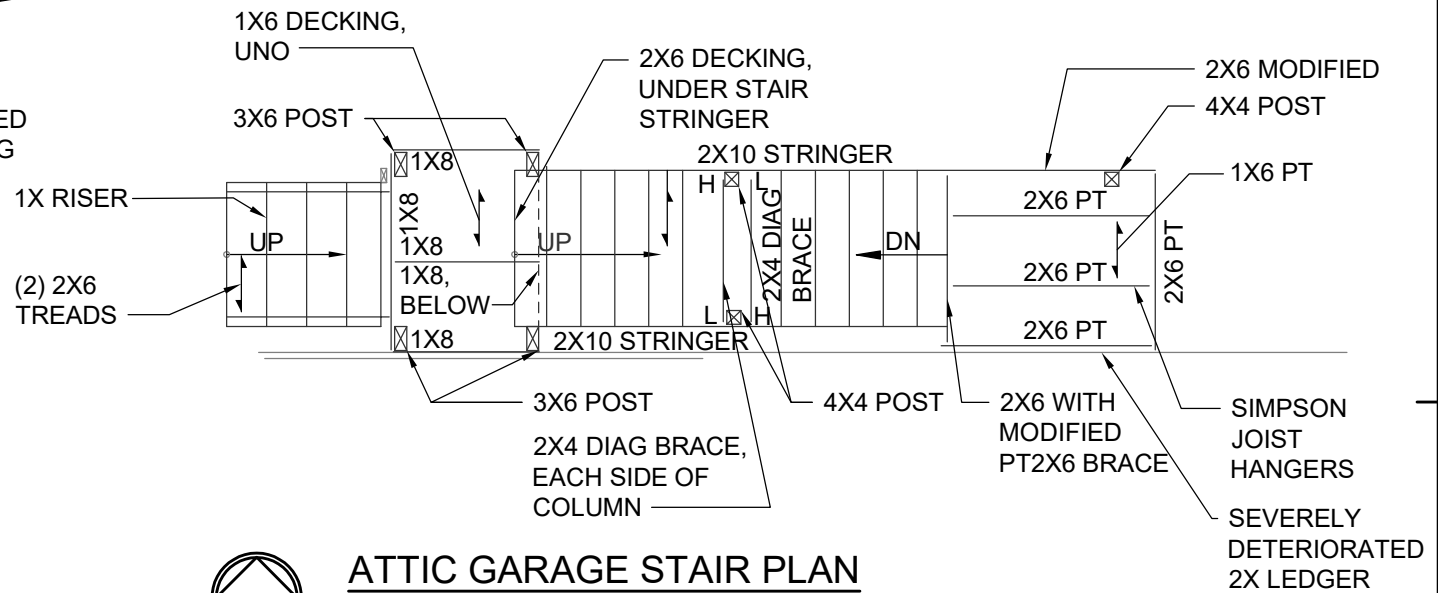 1X6 DECKING,
UNO
2X6 DECKING,
UNDER STAIR
STRINGER
2X6 MODIFIED
4X4 POST
ED
G
3X6 POST
1X8
2X10 STRINGER
1X6 PT
1X RISER
1X8
H
L
2X6 PT
UP
1X8
UP
2X4 DIAG
BRACE
DN
2X6 PT
2X6 PT
(2) 2X6
TREADS
1X8,
BELOW
L
H
1X8
2X10 STRINGER
2X6 PT
3X6 POST
4X4 POST
2X6 WITH
MODIFIED
PT2X6 BRACE
SIMPSON
JOIST
HANGERS
2X4 DIAG BRACE,
EACH SIDE OF
COLUMN
SEVERELY
DETERIORATED
2X LEDGER
ATTIC GARAGE STAIR PLAN